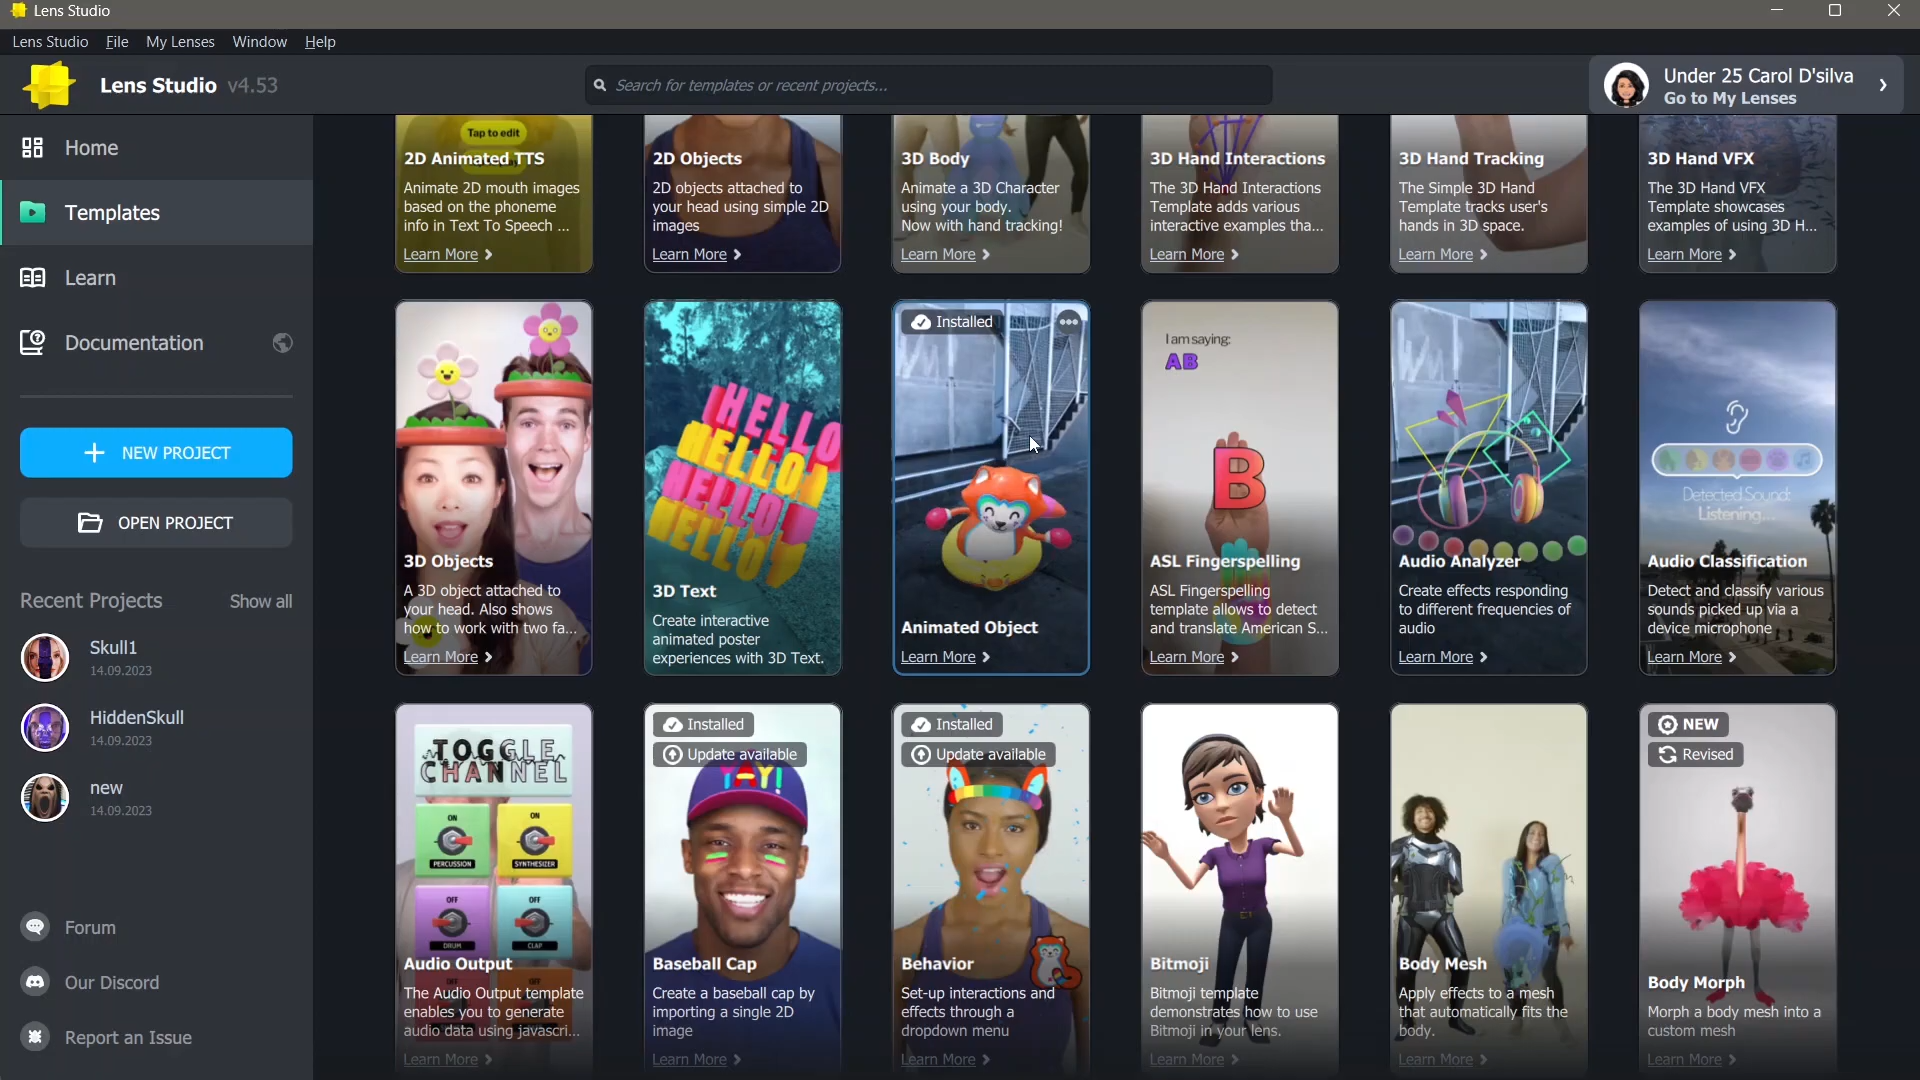 Lens Studio
Lens Studio File My Lenses Window Help
Lens Studio v4.53
Search for templates or recent projects...
Under 25 Carol D'silva
Go to My Lenses
Home
Templates
Learn
Documentation
NEW PROJECT
OPEN PROJECT
Recent Projects Show all
Skull1
14.09.2023
HiddenSkull
14.09.2023
new
14.09.2023
Forum
Our Discord
Report an Issue
Tap to edit
2D Animated TTS
Animate 2D mouth images
based on the phoneme
info in Text To Speech ...
Learn More
2D Objects
2D objects attached to
your head using simple 2D
images
Learn More
3D Body
Animate a 3D Character
using your body.
Now with hand tracking!
Learn More
3D Hand Interactions
The 3D Hand Interactions
Template adds various
interactive examples tha...
Learn More
3D Hand Tracking
The Simple 3D Hand
Template tracks user's
hands in 3D space.
Learn More
3D Hand VFX
The 3D Hand VFX
Template showcases
examples of using 3D H...
Learn More
3D Objects
A 3D object attached to
your head. Also shows
how to work with two fa...
Learn More
HELLO
HELLO
HELLO
HELLO
3D Text
Create interactive
animated poster
experiences with 3D Text.
Installed
Animated Object
Learn More
I am saying:
AB
B
ASL Fingerspelling
ASL Fingerspelling
template allows to detect
and translate American S...
Learn More
Audio Analyzer
Create effects responding
to different frequencies of
audio
Learn More
Detected Sound:
Listening...
Audio Classification
Detect and classify various
sounds picked up via a
device microphone
Learn More
TOGGLE
CHANNEL
ON ON
PERCUSSION SYNTHESIZER
OFF OFF
DRUM CLAP
Audio Output
The Audio Output template
enables you to generate
audio data using javascri...
Learn More
Installed
Update available
YAY!
Baseball Cap
Create a baseball cap by
importing a single 2D
image
Learn More
Installed
Update available
Behavior
Set-up interactions and
effects through a
dropdown menu
Learn More
Bitmoji
Bitmoji template
demonstrates how to use
Bitmoji in your lens.
Learn More
Body Mesh
Apply effects to a mesh
that automatically fits the
body.
Learn More
NEW
Revised
Body Morph
Morph a body mesh into a
custom mesh
Learn More